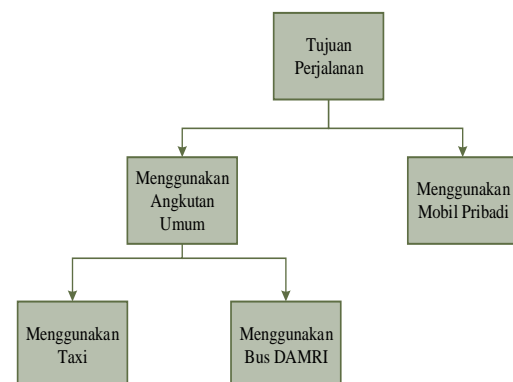 Tujuan
Perjalanan
Menggunakan
Angkutan
Umum
Menggunakan
Mobil Pribadi
Menggunakan
Taxi
Menggunakan
Bus DAMRI